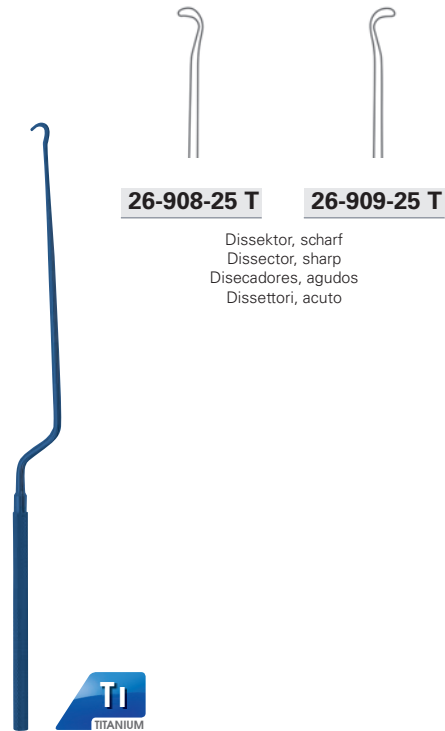 26-908-25 T
26-909-25 T
Dissektor, scharf
Dissector, sharp
Disecadores, agudos
Dissettori, acuto
Ti
TITANIUM